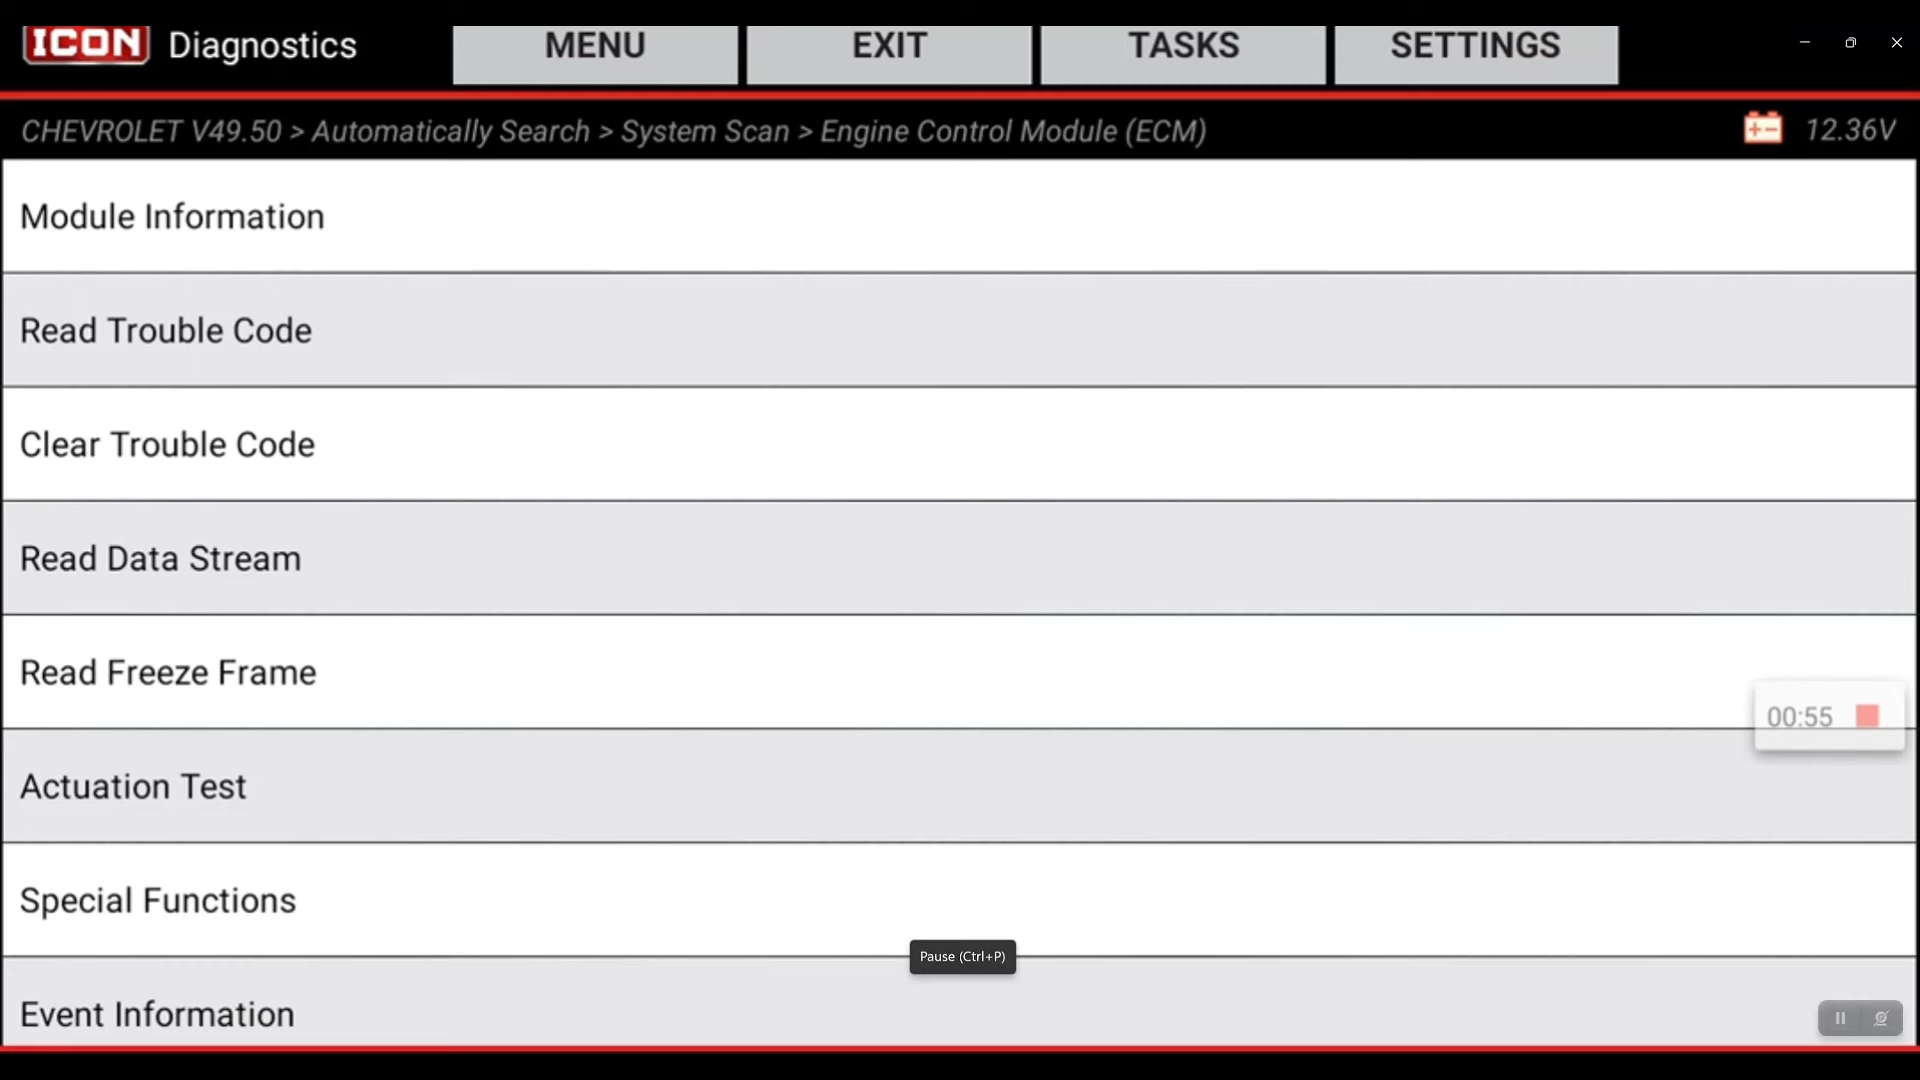 ICON Diagnostics MENU EXIT TASKS SETTINGS
CHEVROLET V49.50 > Automatically Search > System Scan > Engine Control Module (ECM) 12.36V
Module Information
Read Trouble Code
Clear Trouble Code
Read Data Stream
Read Freeze Frame
00:55
Actuation Test
Special Functions
Pause (Ctrl+P)
Event Information